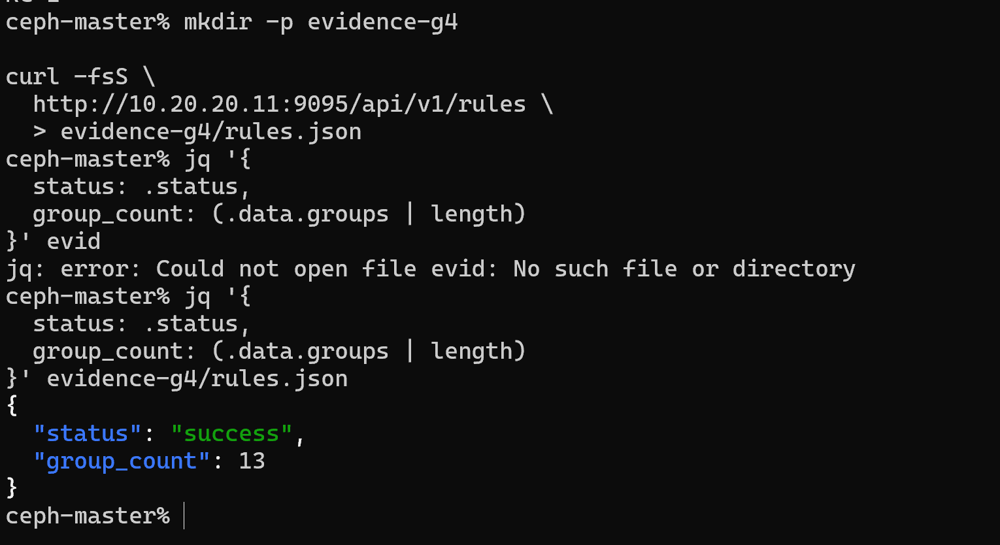 ceph-master% mkdir -p evidence-g4

curl -fsS \
  http://10.20.20.11:9095/api/v1/rules \
  > evidence-g4/rules.json
ceph-master% jq '{
  status: .status,
  group_count: (.data.groups | length)
}' evid
jq: error: Could not open file evid: No such file or directory
ceph-master% jq '{
  status: .status,
  group_count: (.data.groups | length)
}' evidence-g4/rules.json
{
  "status": "success",
  "group_count": 13
}
ceph-master%